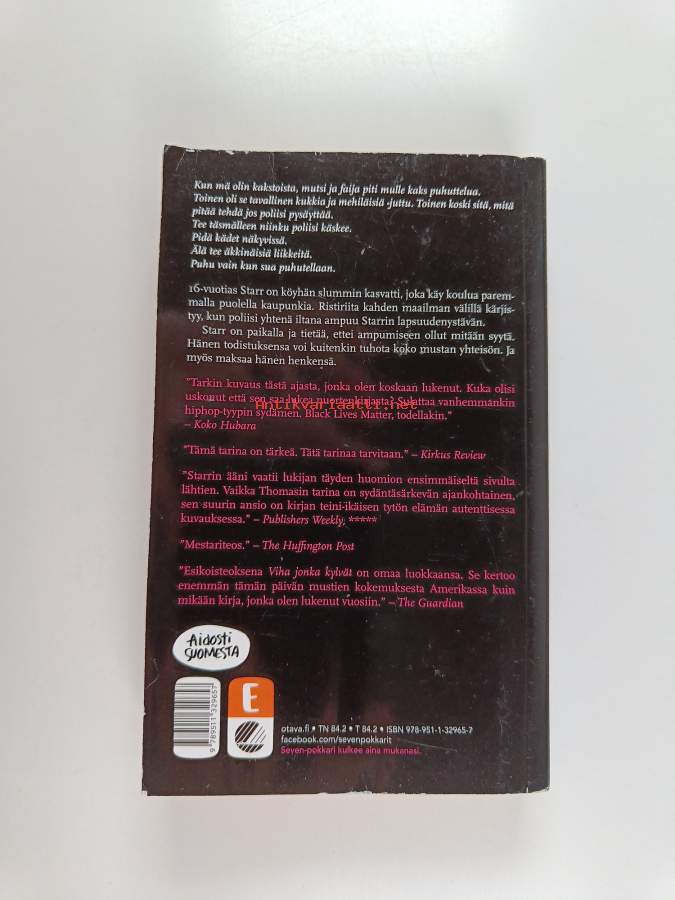 Kun mä olin kakstoista, mutsi ja faija piti mulle kaks puhuttelua.
Toinen oli se tavallinen kukkia ja mehiläisiä -juttu. Toinen koski sitä, mitä
pitää tehdä jos poliisi pysäyttää.
Tee täsmälleen niinku poliisi käskee.
Pidä kädet näkyvissä.
Älä tee äkkinäisiä liikkeitä.
Puhu vain kun sua puhutellaan.
16-vuotias Starr on köyhän slummin kasvatti, joka käy koulua parem-
malla puolella kaupunkia. Ristiriita kahden maailman välillä kärjis-
tyy, kun poliisi yhtenä iltana ampuu Starrin lapsuudenystävän.
Starr on paikalla ja tietää, ettei ampumiseen ollut mitään syytä.
Hänen todistuksensa voi kuitenkin tuhota koko mustan yhteisön. Ja
myös maksaa hänen henkensä.
"Tarkin kuvaus tästä ajasta, jonka olen koskaan lukenut. Kuka olisi
uskonut että sen saa lukea nuortenkirjasta? Sulattaa vanhemmankin
Antikvariaatti.net
hiphop-tyypin sydämen. Black Lives Matter, todellakin."
– Koko Hubara
"Tämä tarina on tärkeä. Tätä tarinaa tarvitaan." – Kirkus Review
"Starrin ääni vaatii lukijan täyden huomion ensimmäiseltä sivulta
lähtien. Vaikka Thomasin tarina on sydäntäsärkevän ajankohtainen,
sen suurin ansio on kirjan teini-ikäisen tytön elämän autenttisessa
kuvauksessa." – Publishers Weekly, *****
"Mestariteos." – The Huffington Post
"Esikoisteoksena Viha jonka kylvät on omaa luokkaansa. Se kertoo
enemmän tämän päivän mustien kokemuksesta Amerikassa kuin
mikään kirja, jonka olen lukenut vuosiin." – The Guardian
Aidosti
SUOMESTA
9 789511 329657
E
otava.fi • TN 84.2 • T 84.2 • ISBN 978-951-1-32965-7
facebook.com/sevenpokkarit
Seven-pokkari kulkee aina mukanasi.